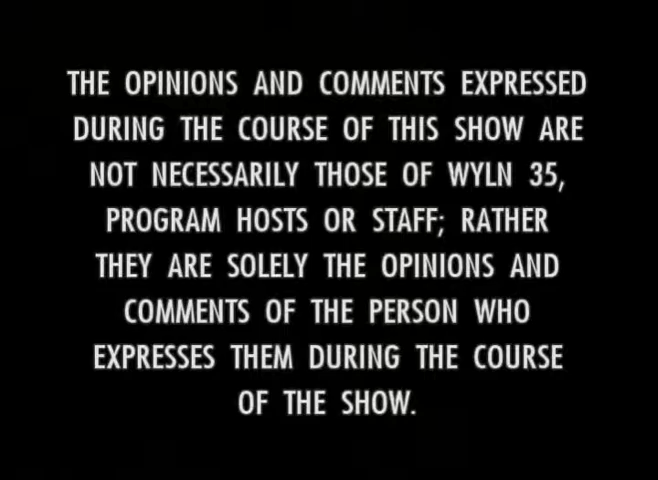 THE OPINIONS AND COMMENTS EXPRESSED
DURING THE COURSE OF THIS SHOW ARE
NOT NECESSARILY THOSE OF WYLN 35,
PROGRAM HOSTS OR STAFF; RATHER
THEY ARE SOLELY THE OPINIONS AND
COMMENTS OF THE PERSON WHO
EXPRESSES THEM DURING THE COURSE
OF THE SHOW.